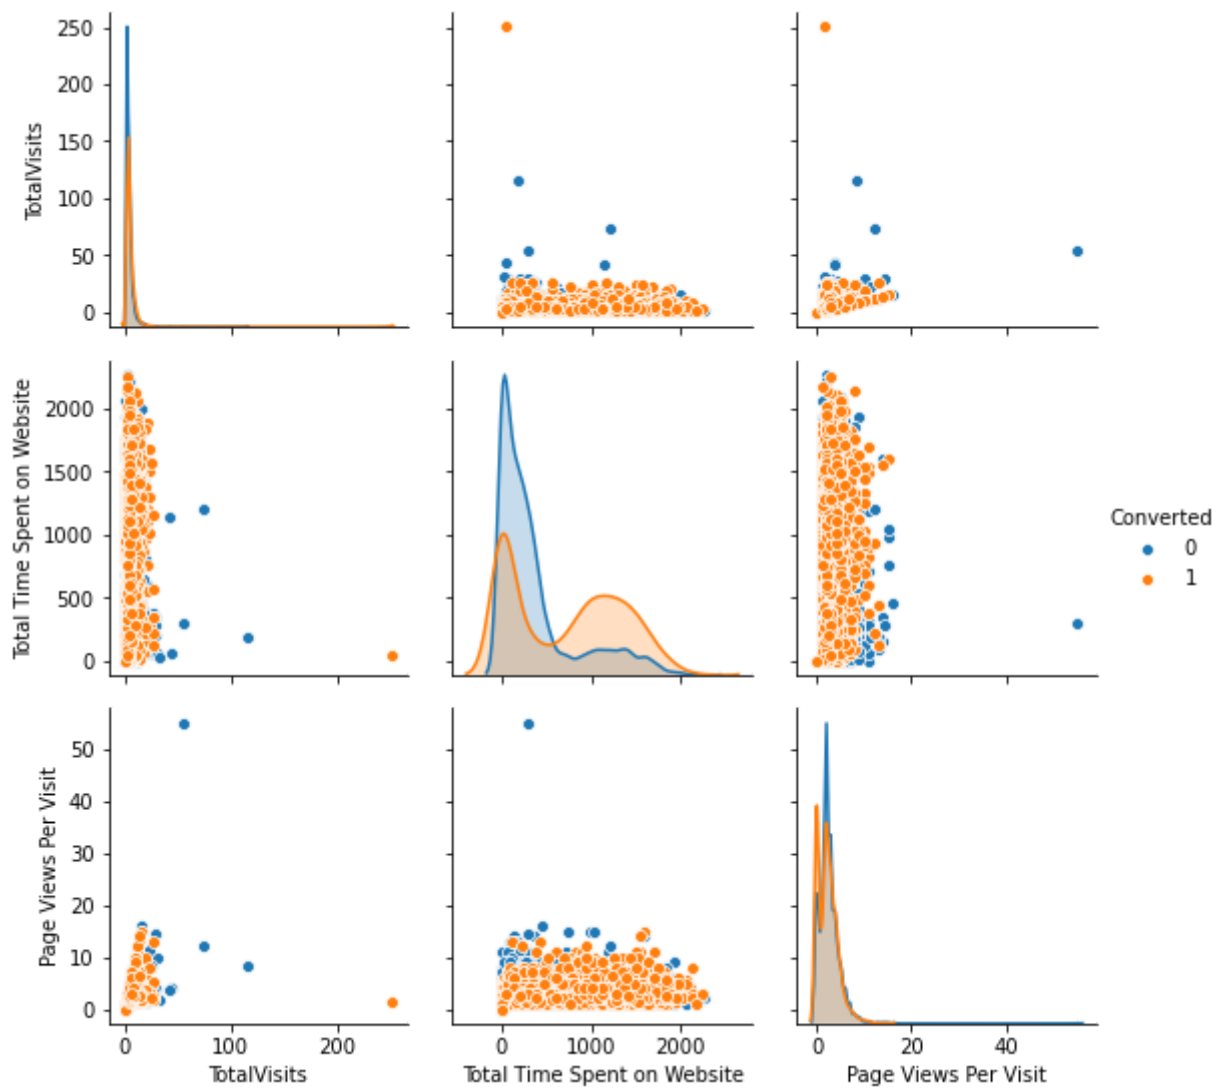 250
200
150
100
50
0
TotalVisits
2000
1500
1000
500
0
Total Time Spent on Website
Converted
0
1
50
40
30
20
10
0
Page Views Per Visit
0 100 200
0 1000 2000
0 20 40
TotalVisits
Total Time Spent on Website
Page Views Per Visit